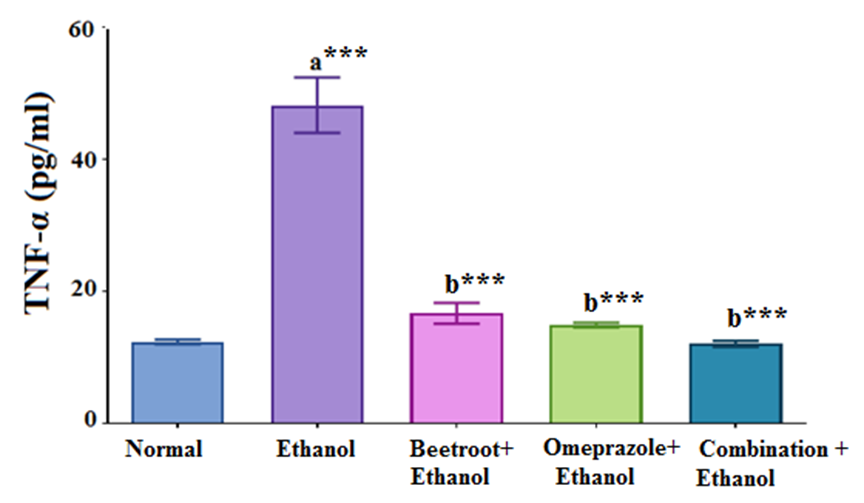 60
40
20
0
TNF-α (pg/ml)
a***
b***
b***
b***
Normal
Ethanol
Beetroot+
Ethanol
Omeprazole+
Ethanol
Combination +
Ethanol